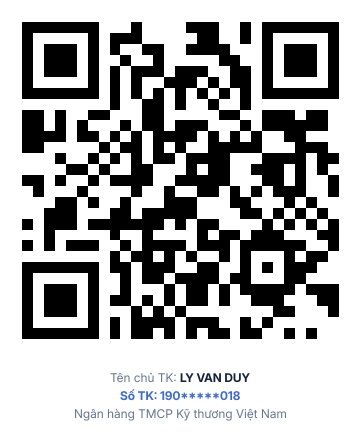 Tên chủ TK: LY VAN DUY
Số TK: 190*****018
Ngân hàng TMCP Kỹ thương Việt Nam